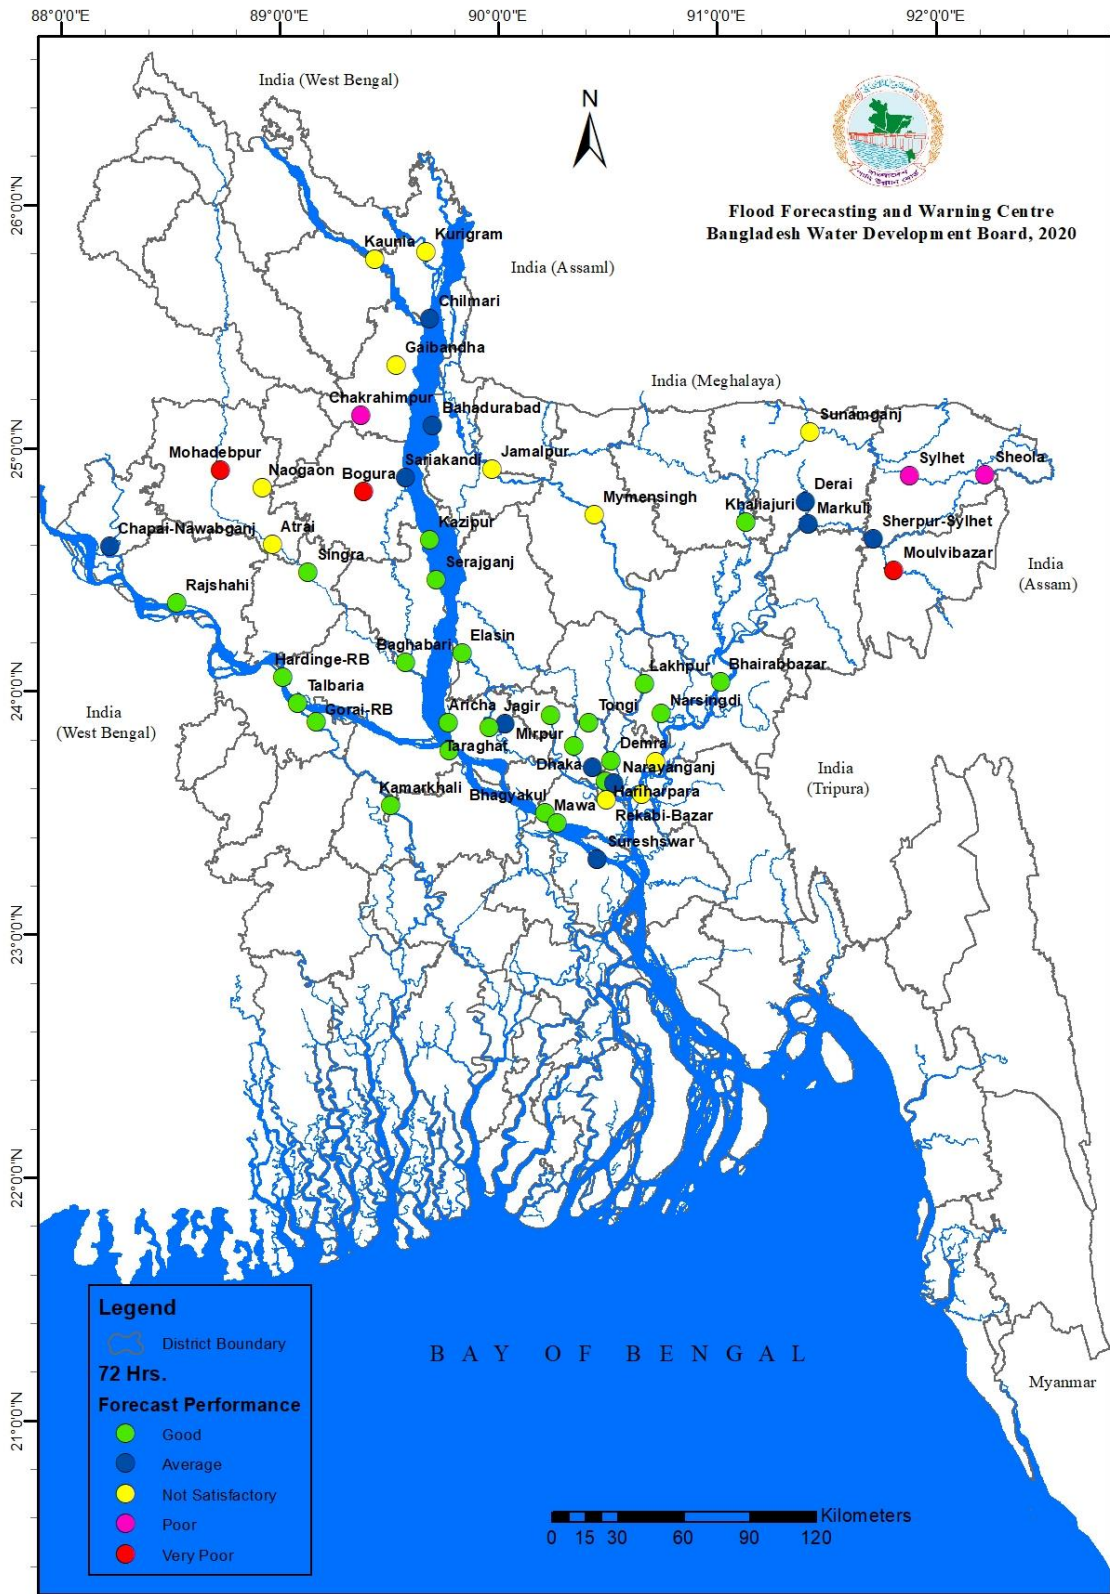 88°0'0"E
89°0'0"E
90°0'0"E
91°0'0"E
92°0'0"E
India (West Bengal)
N
Flood Forecasting and Warning Centre
Bangladesh Water Development Board, 2020
26°0'0"N
Kaunia
Kurigram
India (Assaml)
Chilmari
Gaibandha
India (Meghalaya)
Chakrahimpur
Bahadurabad
Sunamganj
25°0'0"N
Mohadebpur
Naogaon
Bogura
Sariakandi
Jamalpur
Sylhet
Sheola
Derai
Mymensingh
Khaliajuri
Markuli
Chapai-Nawabganj
Atrai
Kazipur
Sherpur-Sylhet
Singra
Serajganj
Moulvibazar
India
(Assam)
Rajshahi
Baghabari
Elasin
Hardinge-RB
Lakhpur
Bhairabbazar
24°0'0"N
Talbaria
Gorai-RB
Aricha
Jagir
Tongi
Narsingdi
India
(West Bengal)
Mirpur
Taraghat
Demra
Dhaka
Narayanganj
India
(Tripura)
Kamarkhali
Bhagyakul
Hariharpara
Mawa
Rekabi-Bazar
Sureshswar
23°0'0"N
22°0'0"N
Legend
District Boundary
72 Hrs.
Forecast Performance
Good
Average
Not Satisfactory
Poor
Very Poor
BAY OF BENGAL
Myanmar
21°0'0"N
Kilometers
0 15 30 60 90 120